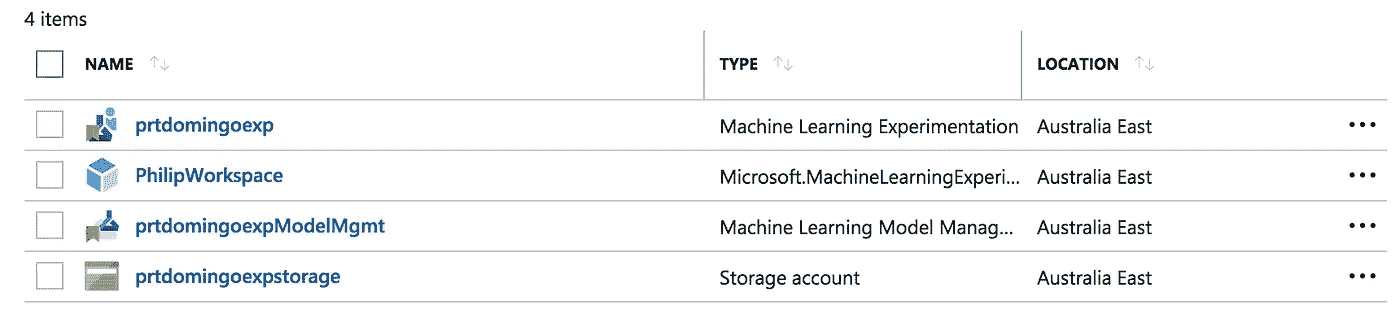 4 items
NAME TYPE LOCATION
prtdomingoexp Machine Learning Experimentation Australia East
PhilipWorkspace Microsoft.MachineLearningExperi... Australia East
prtdomingoexpModelMgmt Machine Learning Model Manag... Australia East
prtdomingoexpstorage Storage account Australia East